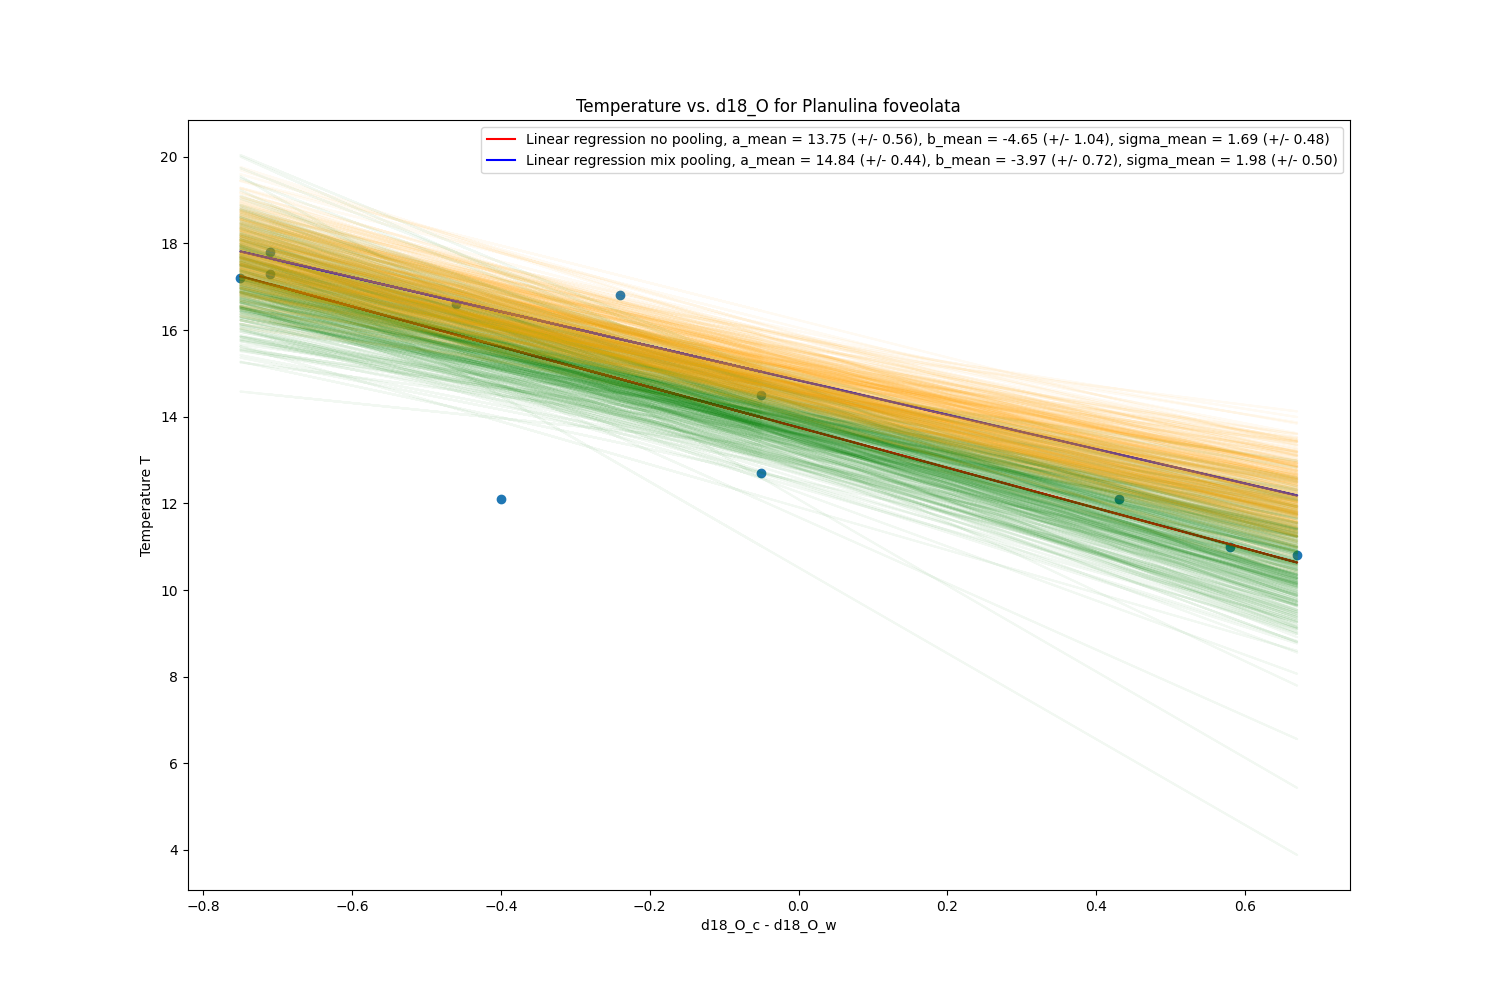 Temperature vs. d18_O for Planulina foveolata
Linear regression no pooling, a_mean = 13.75 (+/- 0.56), b_mean = -4.65 (+/- 1.04), sigma_mean = 1.69 (+/- 0.48)
Linear regression mix pooling, a_mean = 14.84 (+/- 0.44), b_mean = -3.97 (+/- 0.72), sigma_mean = 1.98 (+/- 0.50)
20
18
16
14
12
10
8
6
4
Temperature T
−0.8 −0.6 −0.4 −0.2 0.0 0.2 0.4 0.6
d18_O_c - d18_O_w